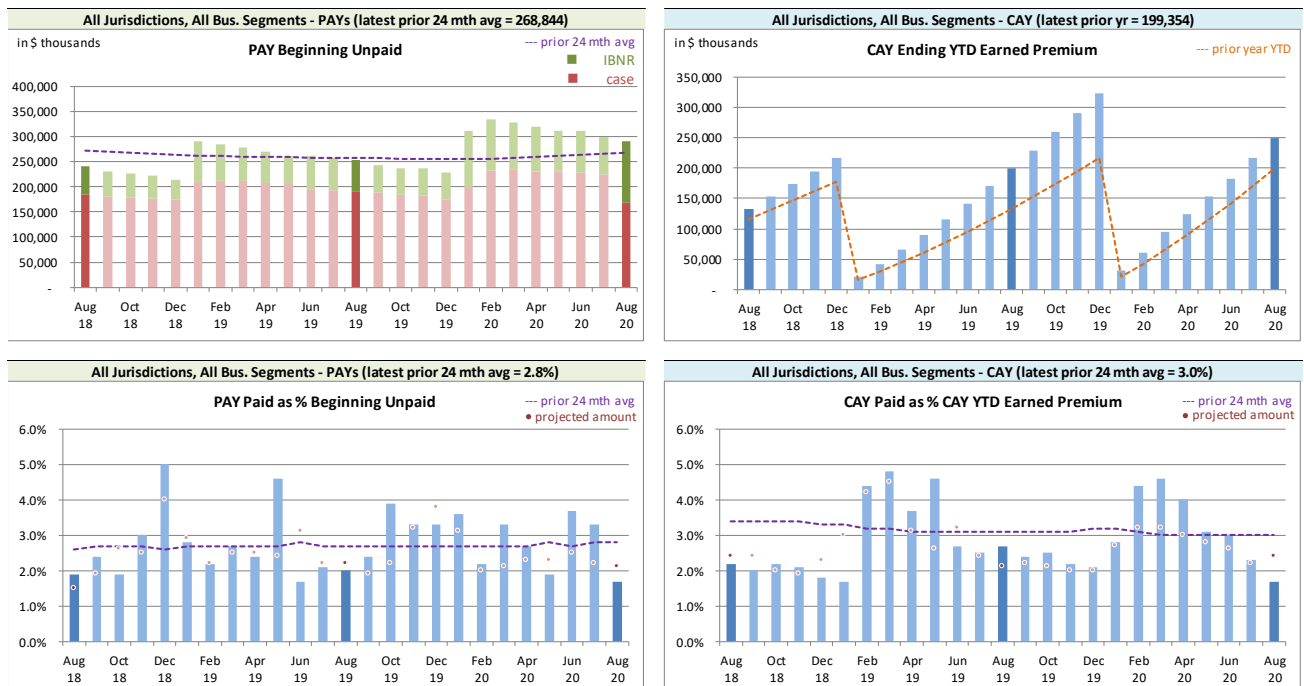 All Jurisdictions, All Bus. Segments - PAYs (latest prior 24 mth avg = 268,844)
in $ thousands
PAY Beginning Unpaid
--- prior 24 mth avg
IBNR
case
400,000
350,000
300,000
250,000
200,000
150,000
100,000
50,000
-
Aug Oct Dec Feb Apr Jun Aug Oct Dec Feb Apr Jun Aug
18 18 18 19 19 19 19 19 19 20 20 20 20
All Jurisdictions, All Bus. Segments - CAY (latest prior yr = 199,354)
in $ thousands
CAY Ending YTD Earned Premium
--- prior year YTD
350,000
300,000
250,000
200,000
150,000
100,000
50,000
-
Aug Oct Dec Feb Apr Jun Aug Oct Dec Feb Apr Jun Aug
18 18 18 19 19 19 19 19 19 20 20 20 20
All Jurisdictions, All Bus. Segments - PAYs (latest prior 24 mth avg = 2.8%)
PAY Paid as % Beginning Unpaid
--- prior 24 mth avg
• projected amount
6.0%
5.0%
4.0%
3.0%
2.0%
1.0%
0.0%
Aug Oct Dec Feb Apr Jun Aug Oct Dec Feb Apr Jun Aug
18 18 18 19 19 19 19 19 19 20 20 20 20
All Jurisdictions, All Bus. Segments - CAY (latest prior 24 mth avg = 3.0%)
CAY Paid as % CAY YTD Earned Premium
--- prior 24 mth avg
• projected amount
6.0%
5.0%
4.0%
3.0%
2.0%
1.0%
0.0%
Aug Oct Dec Feb Apr Jun Aug Oct Dec Feb Apr Jun Aug
18 18 18 19 19 19 19 19 19 20 20 20 20